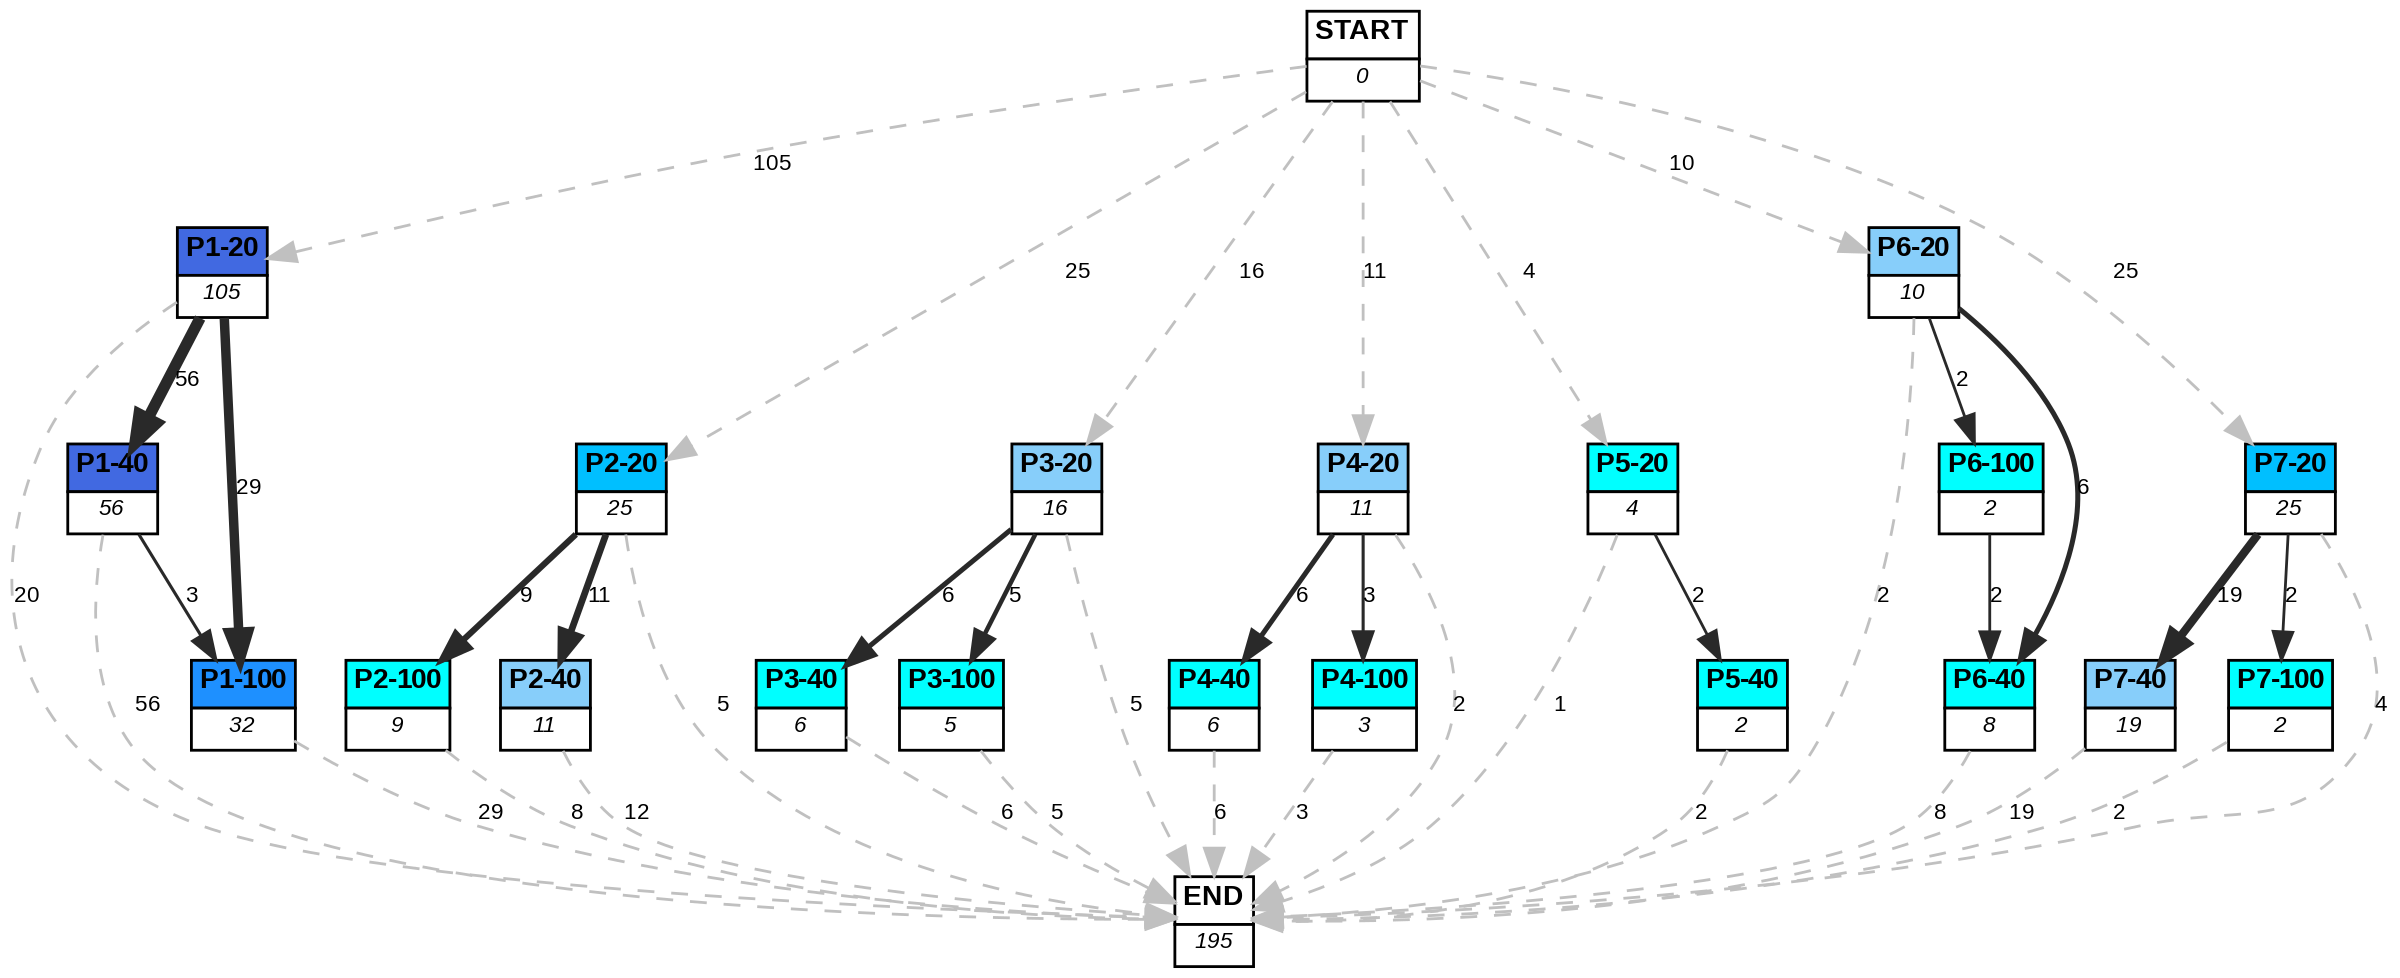 START
0
105
10
P1-20
105
25
16
11
4
P6-20
10
25
56
2
P1-40
56
29
P2-20
25
P3-20
16
P4-20
11
P5-20
4
P6-100
2
6
P7-20
25
20
3
9
11
6
5
6
3
2
2
2
19
2
56
P1-100
32
P2-100
9
P2-40
11
5
P3-40
6
P3-100
5
5
P4-40
6
P4-100
3
2
1
P5-40
2
P6-40
8
P7-40
19
P7-100
2
4
29
8
12
6
5
6
3
2
8
19
2
END
195